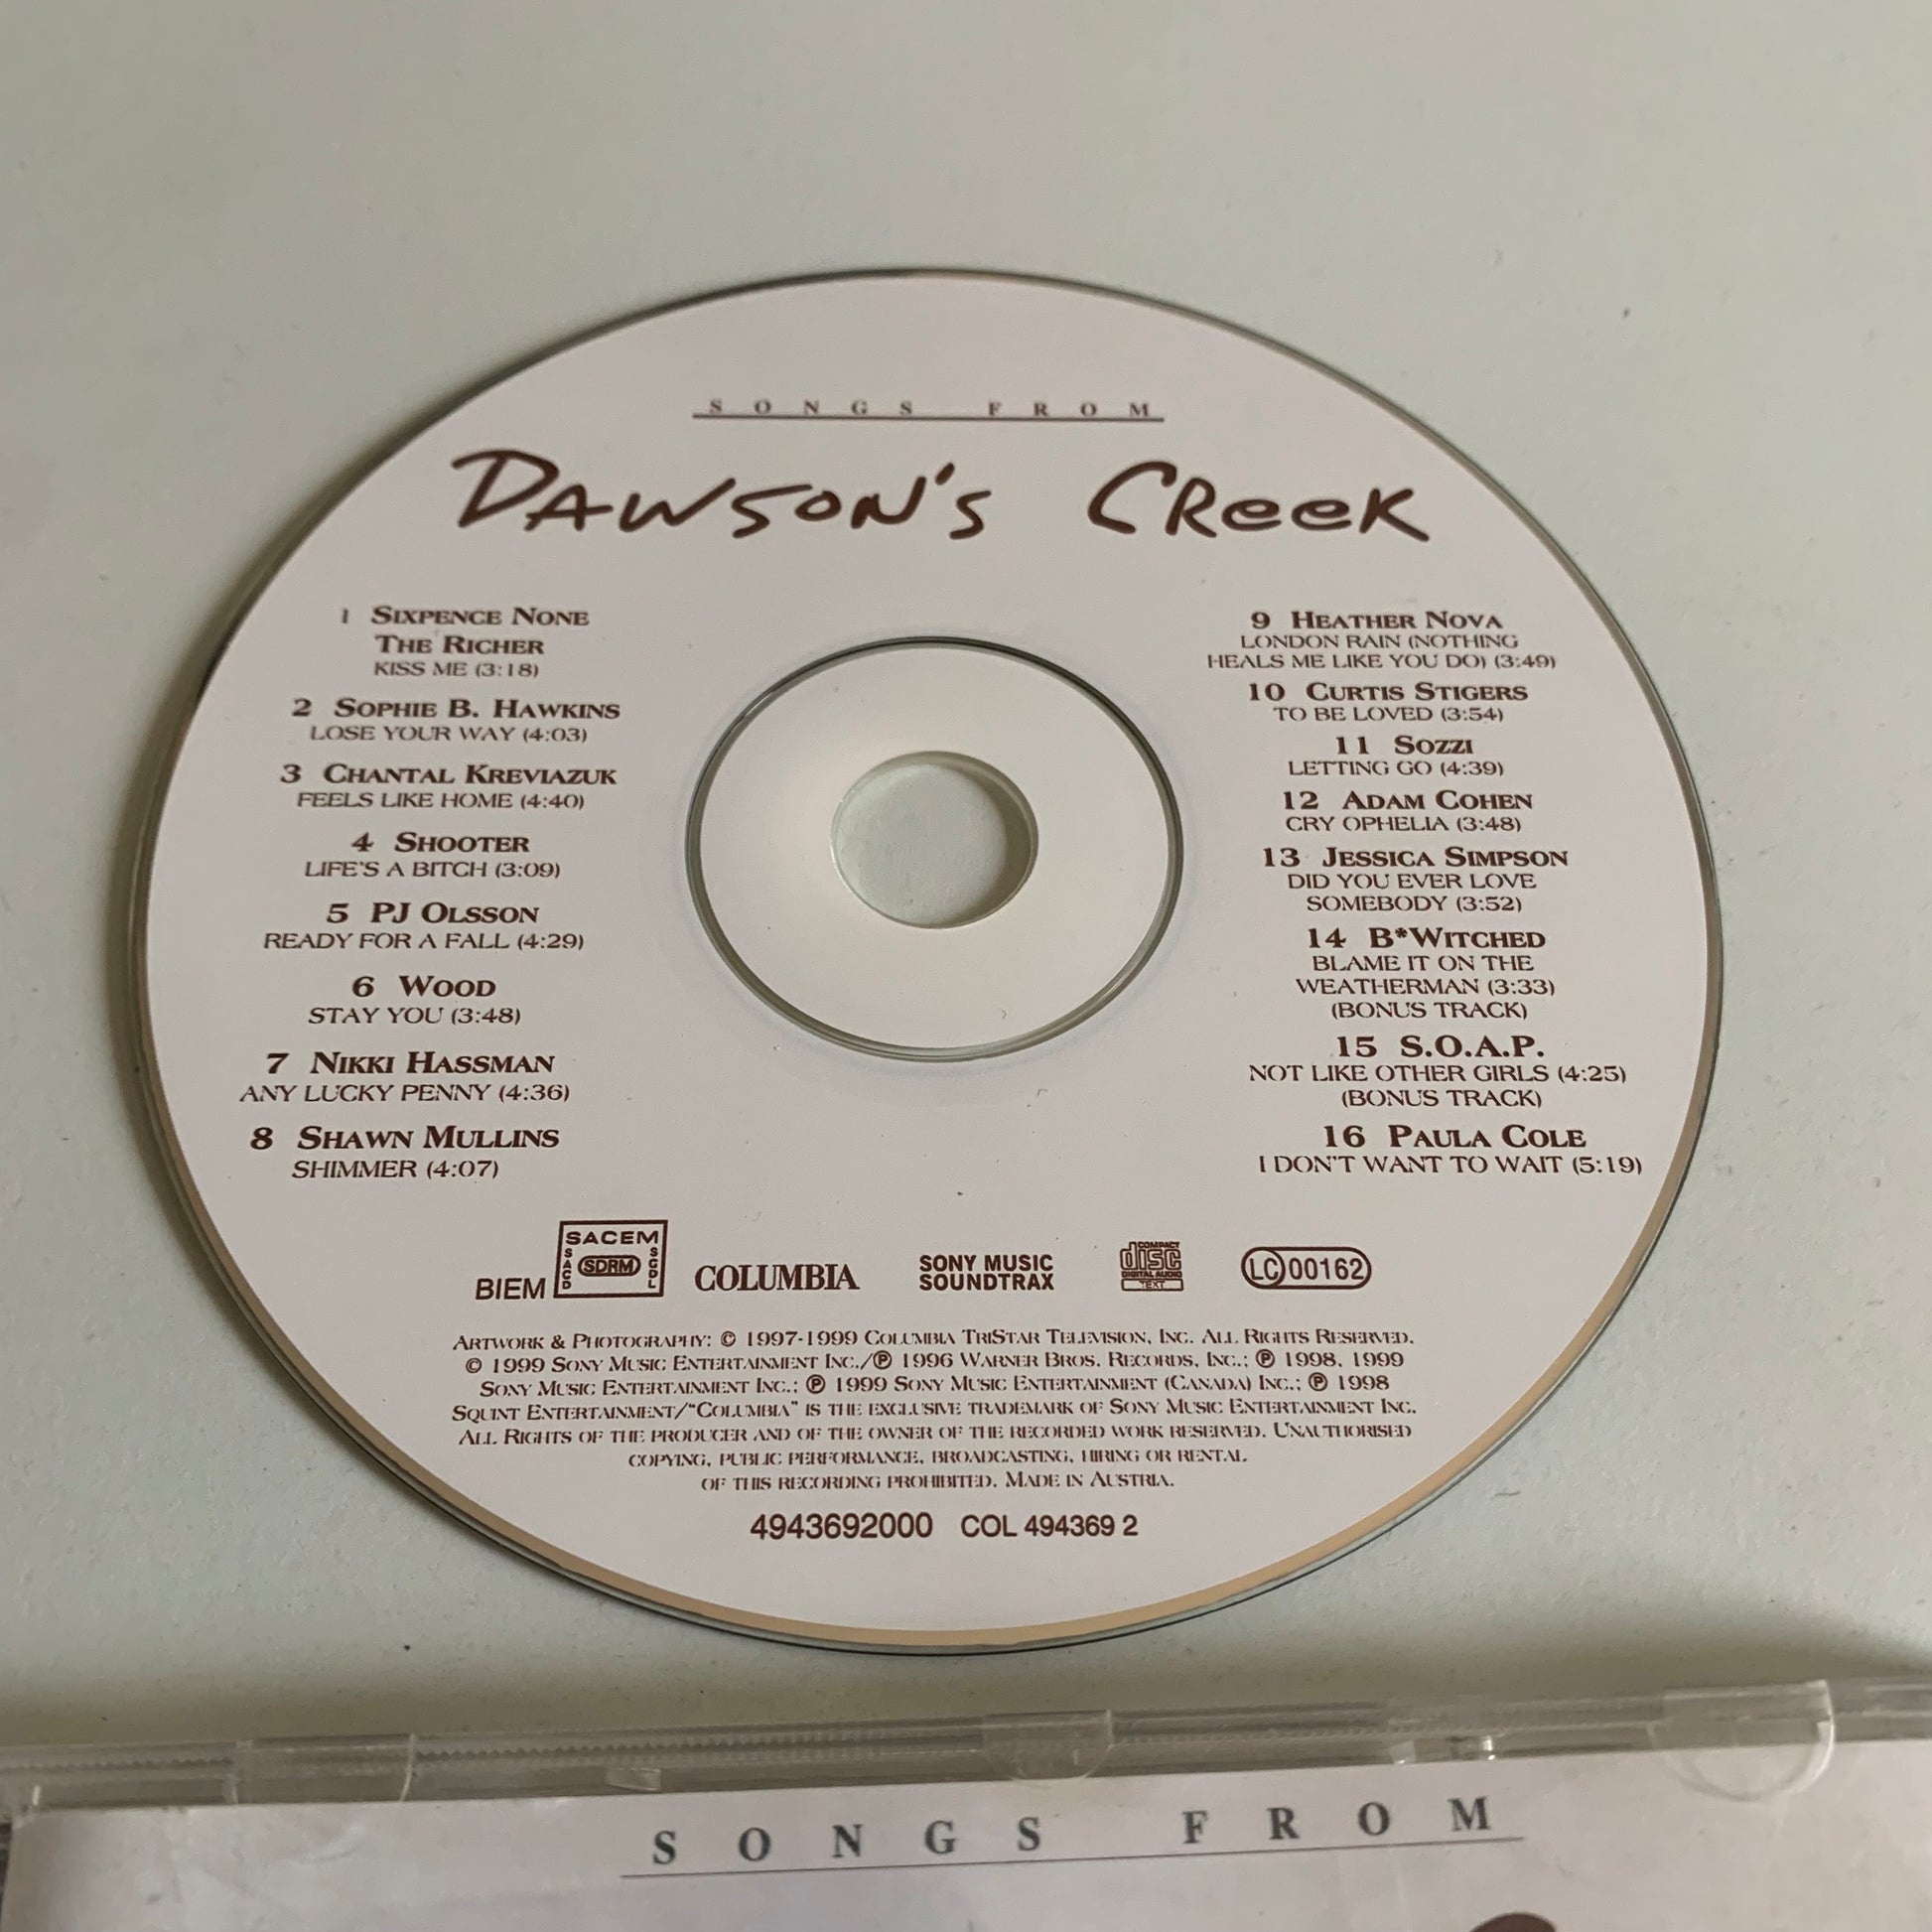 SONGS FROM
DAWSON'S CREEK
1 SIXPENCE NONE
THE RICHER
KISS ME (3:18)
2 SOPHIE B. HAWKINS
LOSE YOUR WAY (4:03)
3 CHANTAL KREVIAZUK
FEELS LIKE HOME (4:40)
4 SHOOTER
LIFE'S A BITCH (3:09)
5 PJ OLSSON
READY FOR A FALL (4:29)
6 WOOD
STAY YOU (3:48)
7 NIKKI HASSMAN
ANY LUCKY PENNY (4:36)
8 SHAWN MULLINS
SHIMMER (4:07)
9 HEATHER NOVA
LONDON RAIN (NOTHING
HEALS ME LIKE YOU DO) (3:49)
10 CURTIS STIGERS
TO BE LOVED (3:54)
11 SOZZI
LETTING GO (4:39)
12 ADAM COHEN
CRY OPHELIA (3:48)
13 JESSICA SIMPSON
DID YOU EVER LOVE
SOMEBODY (3:52)
14 B*WITCHED
BLAME IT ON THE
WEATHERMAN (3:33)
(BONUS TRACK)
15 S.O.A.P.
NOT LIKE OTHER GIRLS (4:25)
(BONUS TRACK)
16 PAULA COLE
I DON'T WANT TO WAIT (5:19)
BIEM
SACEM
SACD
SDRM
SGDL
COLUMBIA
SONY MUSIC
SOUNDTRAX
COMPACT
disc
DIGITAL AUDIO
TEXT
LC 00162
ARTWORK & PHOTOGRAPHY: © 1997-1999 COLUMBIA TRISTAR TELEVISION, INC. ALL RIGHTS RESERVED.
© 1999 SONY MUSIC ENTERTAINMENT INC./℗ 1996 WARNER BROS. RECORDS, INC.; ℗ 1998, 1999
SONY MUSIC ENTERTAINMENT INC.; ℗ 1999 SONY MUSIC ENTERTAINMENT (CANADA) INC.; ℗ 1998
SQUINT ENTERTAINMENT/"COLUMBIA" IS THE EXCLUSIVE TRADEMARK OF SONY MUSIC ENTERTAINMENT INC.
ALL RIGHTS OF THE PRODUCER AND OF THE OWNER OF THE RECORDED WORK RESERVED. UNAUTHORISED
COPYING, PUBLIC PERFORMANCE, BROADCASTING, HIRING OR RENTAL
OF THIS RECORDING PROHIBITED. MADE IN AUSTRIA.
4943692000 COL 494369 2
SONGS FROM